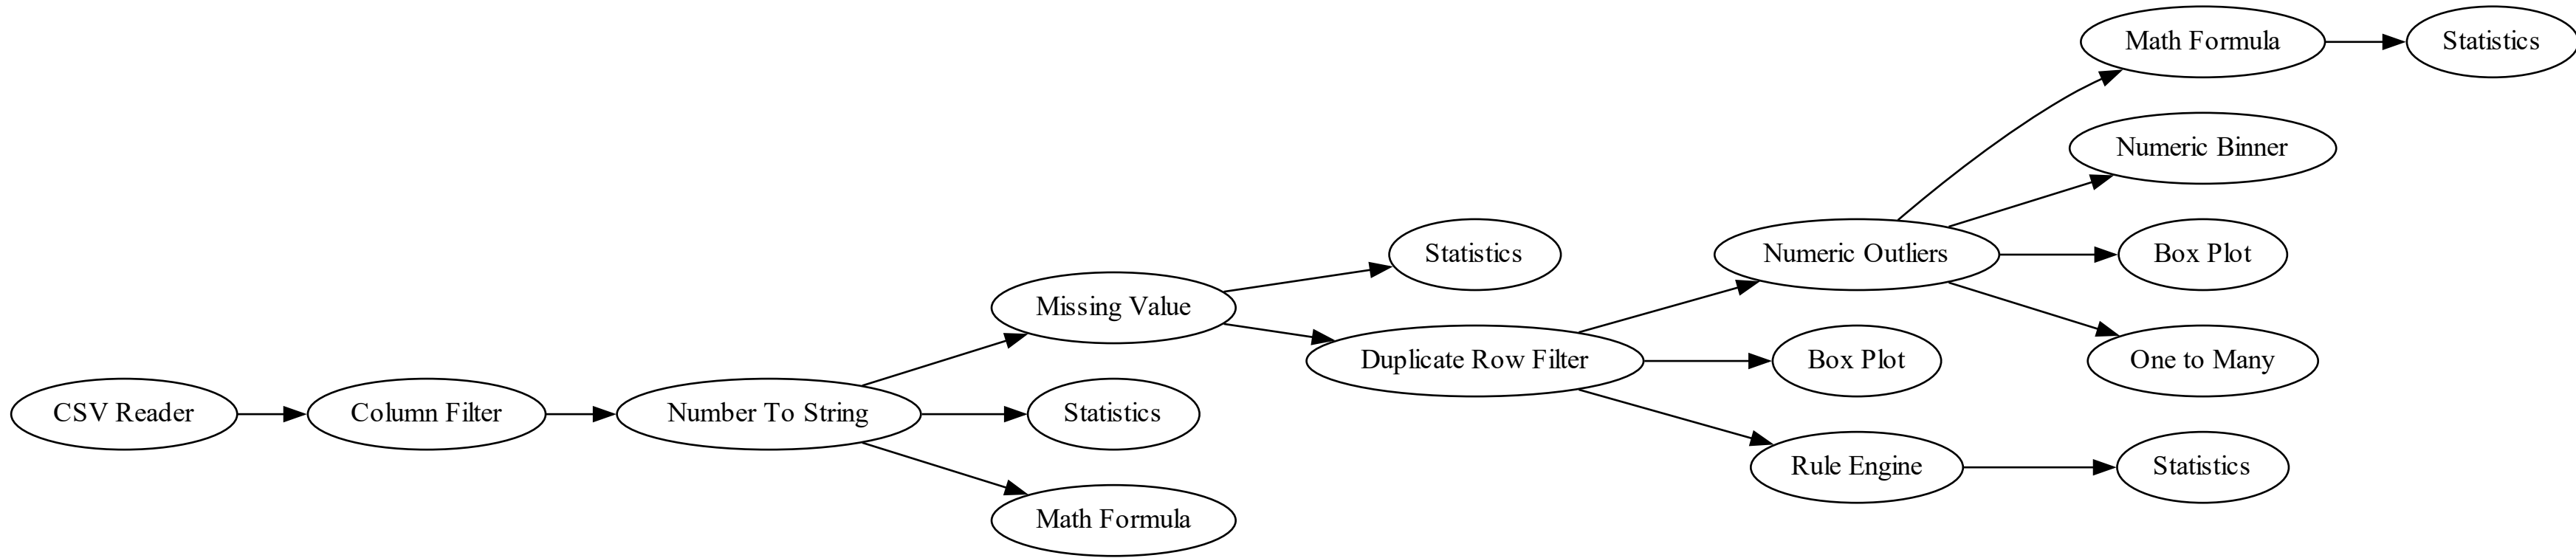 Math Formula
Statistics
Numeric Binner
Statistics
Numeric Outliers
Box Plot
Missing Value
Duplicate Row Filter
Box Plot
One to Many
CSV Reader
Column Filter
Number To String
Statistics
Rule Engine
Statistics
Math Formula